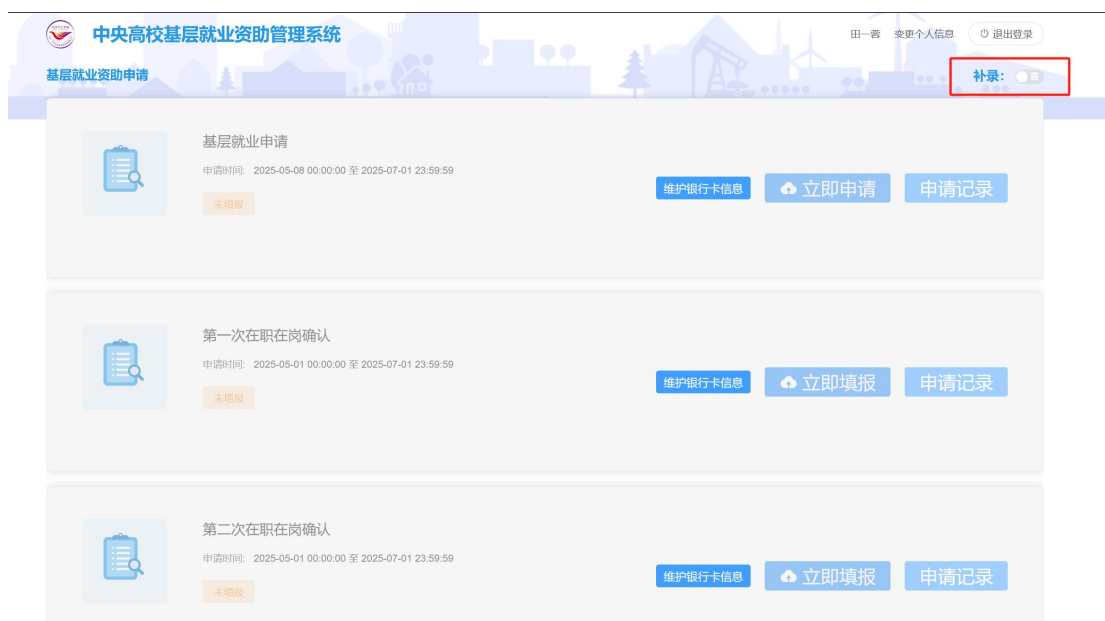 中央高校基层就业资助管理系统
田一蓉 变更个人信息 退出登录
基层就业资助申请
补录: 否
基层就业申请
申请时间: 2025-05-08 00:00:00 至 2025-07-01 23:59:59
未填报
维护银行卡信息 立即申请 申请记录
第一次在职在岗确认
申请时间: 2025-05-01 00:00:00 至 2025-07-01 23:59:59
未填报
维护银行卡信息 立即填报 申请记录
第二次在职在岗确认
申请时间: 2025-05-01 00:00:00 至 2025-07-01 23:59:59
未填报
维护银行卡信息 立即填报 申请记录